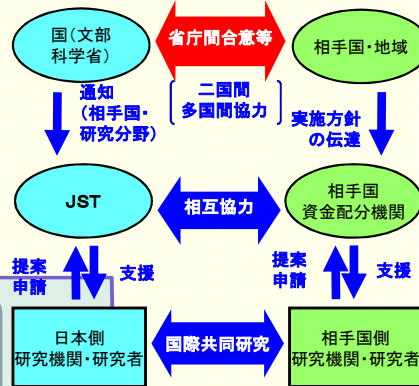 国(文部
科学省)
省庁間合意等
相手国・地域
通知
(相手国・
研究分野)
二国間
多国間協力
実施方針
の伝達
JST
相互協力
相手国
資金配分機関
提案
申請
支援
提案
申請
支援
日本側
研究機関・研究者
国際共同研究
相手国側
研究機関・研究者